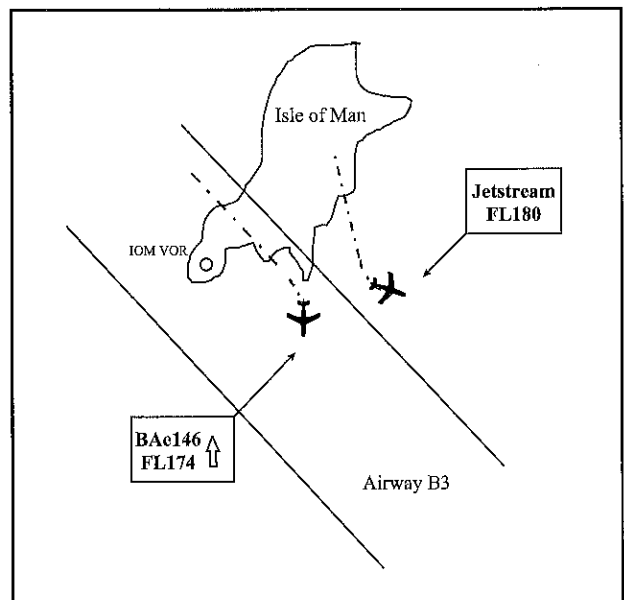 Isle of Man
Jetstream
FL180
IOM VOR
BAe146
FL174
Airway B3